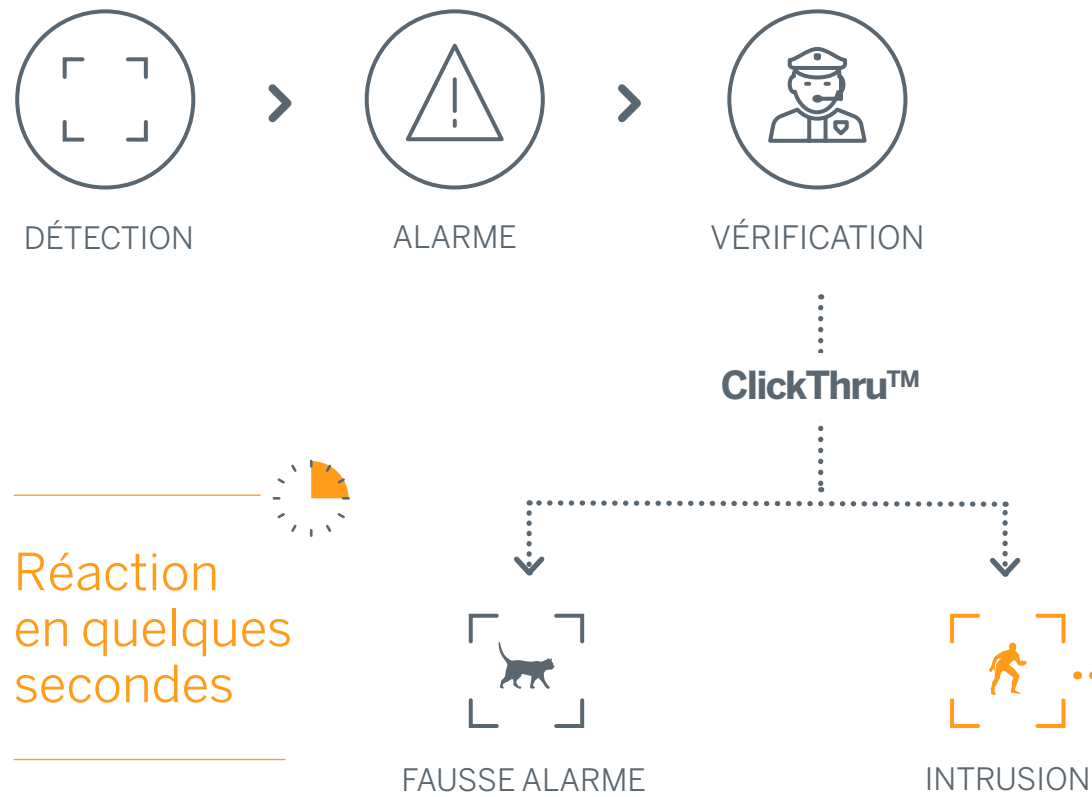 DÉTECTION
ALARME
VÉRIFICATION
ClickThru™
Réaction
en quelques
secondes
FAUSSE ALARME
INTRUSION